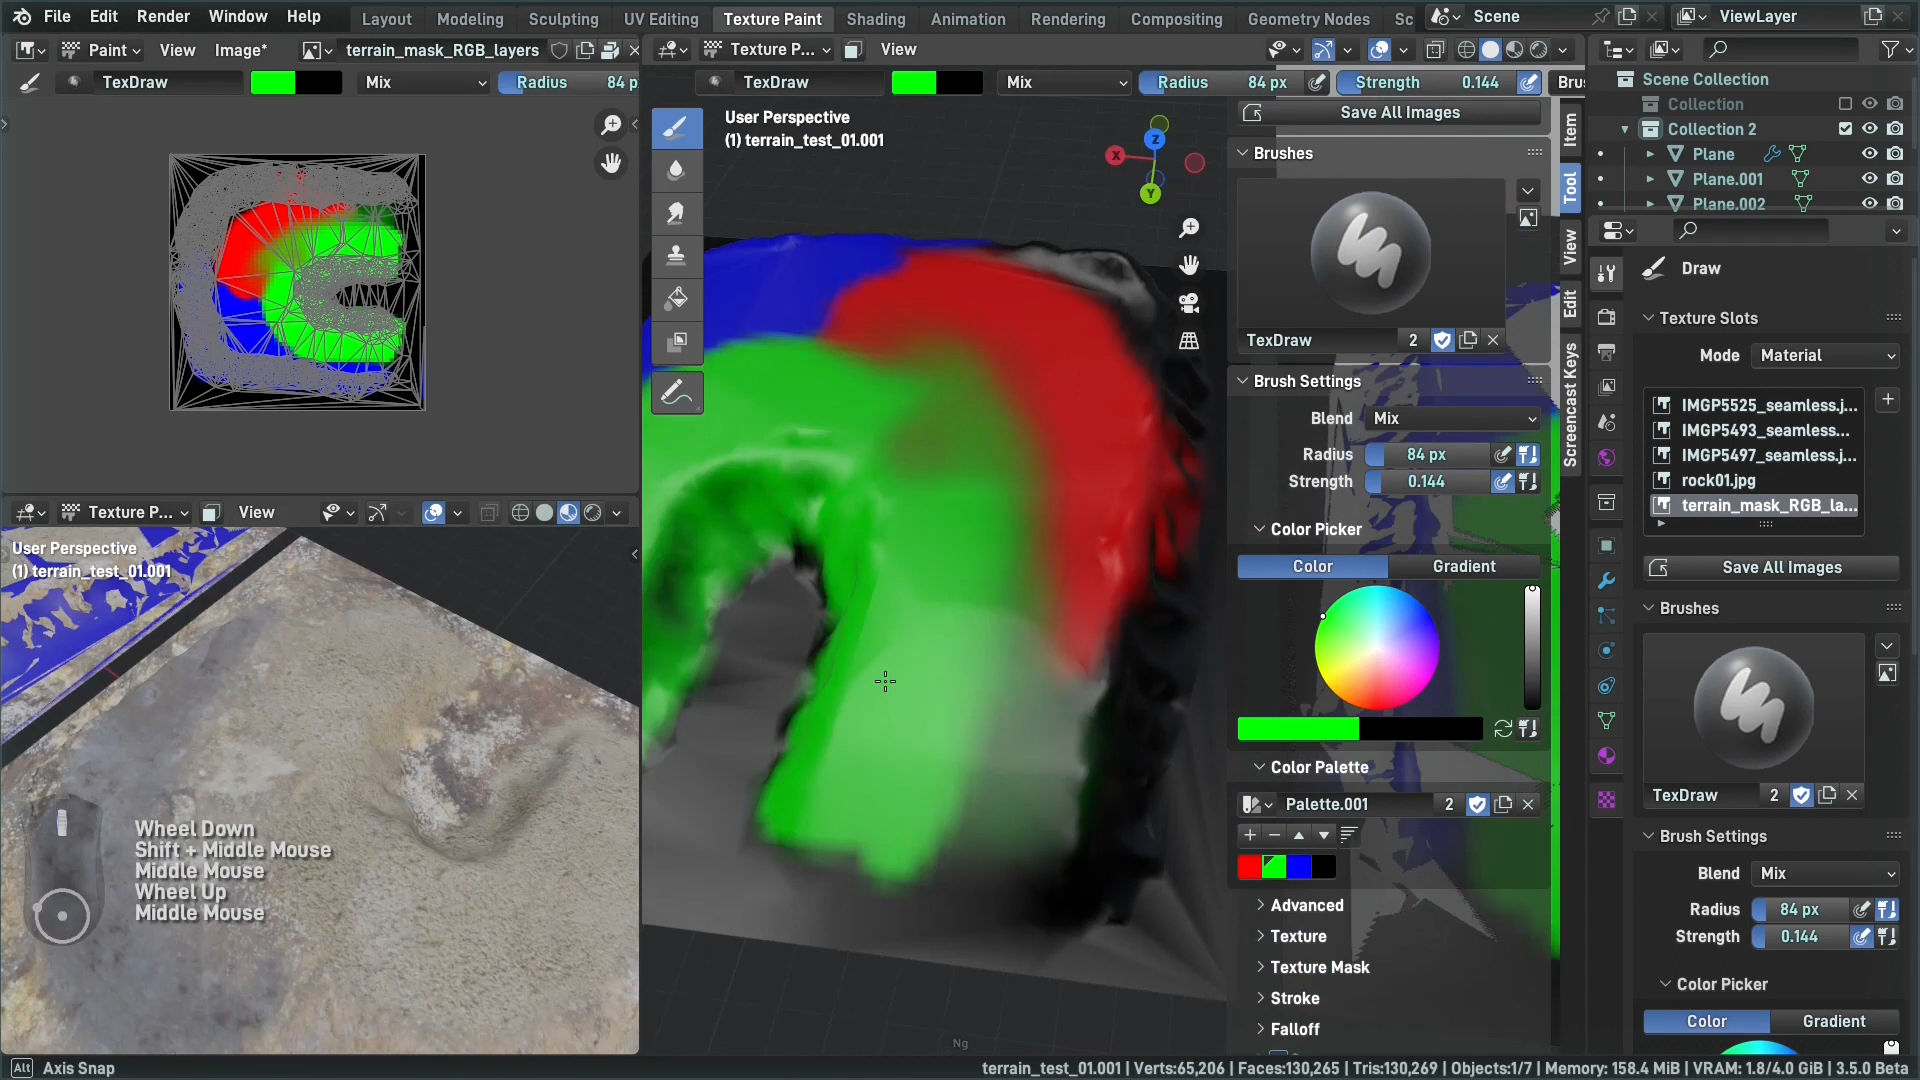 File Edit Render Window Help Layout Modeling Sculpting UV Editing Texture Paint Shading Animation Rendering Compositing Geometry Nodes Sc Scene ViewLayer
Paint View Image* terrain_mask_RGB_layers
Texture P... View
TexDraw Mix Radius 84 p
TexDraw Mix Radius 84 px Strength 0.144 Bru
User Perspective
(1) terrain_test_01.001
X
Z
Y
Save All Images
Brushes
TexDraw 2
Brush Settings
Blend Mix
Radius 84 px
Strength 0.144
Color Picker
Color Gradient
Color Palette
Palette.001 2
Advanced
Texture
Texture Mask
Stroke
Falloff
Item
Tool
View
Edit
Screencast Keys
Texture P... View
User Perspective
(1) terrain_test_01.001
Wheel Down
Shift + Middle Mouse
Middle Mouse
Wheel Up
Middle Mouse
Scene Collection
Collection
Collection 2
Plane
Plane.001
Plane.002
Draw
Texture Slots
Mode Material
IMGP5525_seamless.j...
IMGP5493_seamless...
IMGP5497_seamless.j...
rock01.jpg
terrain_mask_RGB_la...
Save All Images
Brushes
TexDraw 2
Brush Settings
Blend Mix
Radius 84 px
Strength 0.144
Color Picker
Color Gradient
Ng
Alt Axis Snap
terrain_test_01.001 | Verts:65,206 | Faces:130,265 | Tris:130,269 | Objects:1/7 | Memory: 158.4 MiB | VRAM: 1.8/4.0 GiB | 3.5.0 Beta